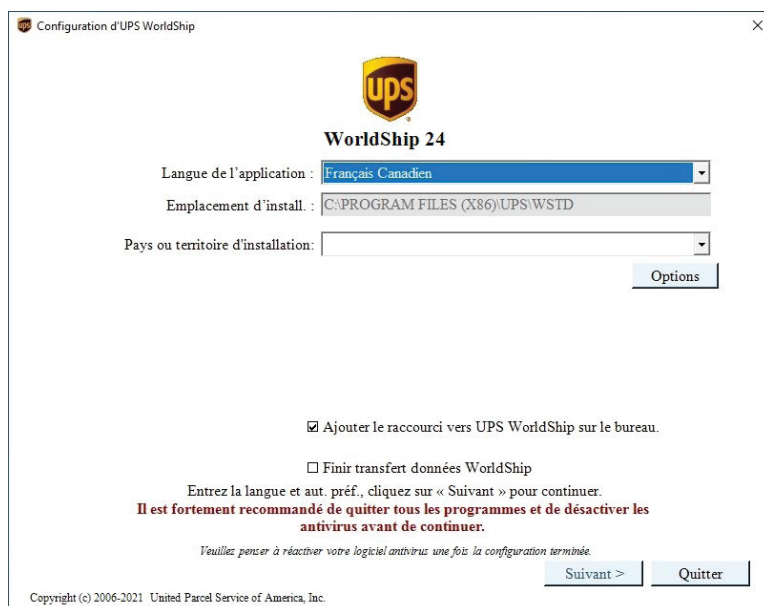 Configuration d'UPS WorldShip
ups
WorldShip 24
Langue de l'application : Français Canadien
Emplacement d'install. : C:\PROGRAM FILES (X86)\UPS\WSTD
Pays ou territoire d'installation:
Options
Ajouter le raccourci vers UPS WorldShip sur le bureau.
Finir transfert données WorldShip
Entrez la langue et aut. préf., cliquez sur « Suivant » pour continuer.
Il est fortement recommandé de quitter tous les programmes et de désactiver les
antivirus avant de continuer.
Veuillez penser à réactiver votre logiciel antivirus une fois la configuration terminée.
Suivant > Quitter
Copyright (c) 2006-2021 United Parcel Service of America, Inc.